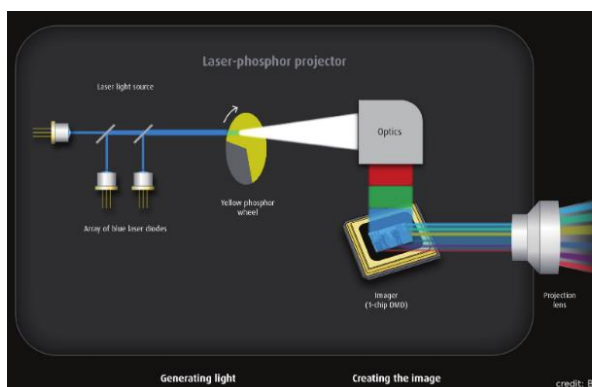 Laser-phosphor projector
Laser light source
Optics
Array of blue laser diodes
Yellow phosphor
wheel
Imager
(1-chip DMD)
Projection
lens
Generating light
Creating the image
credit: B